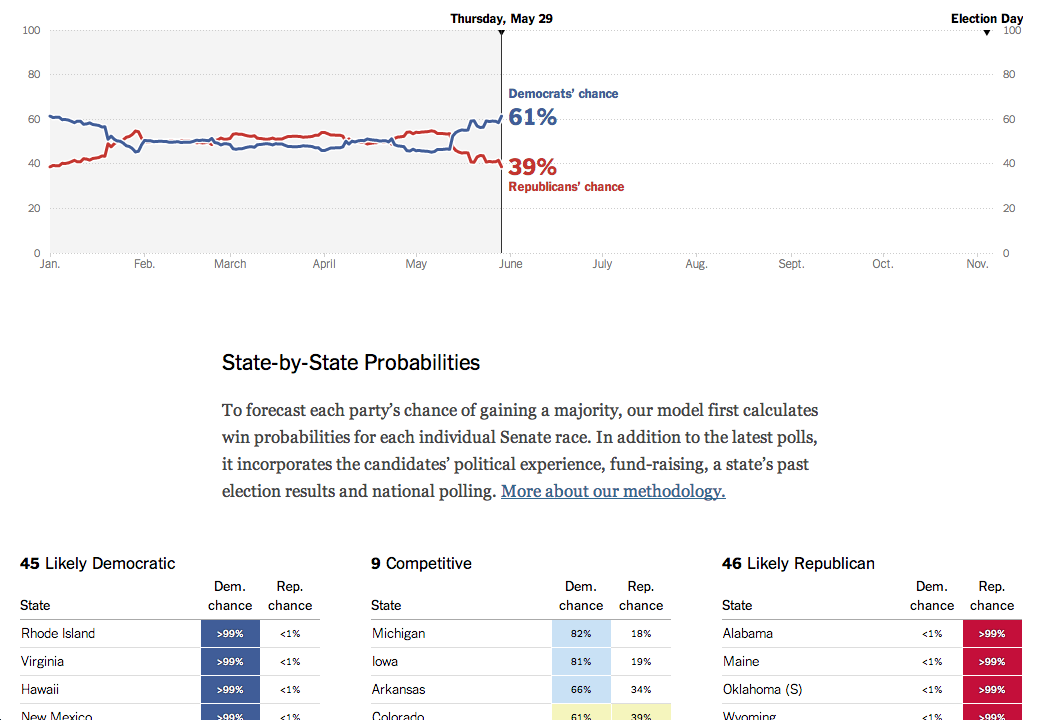 Thursday, May 29
Election Day
100
100
80
80
Democrats' chance
61%
60
60
39%
40
40
Republicans' chance
20
20
0
0
Jan.
Feb.
March
April
May
June
July
Aug.
Sept.
Oct.
Nov.
State-by-State Probabilities
To forecast each party's chance of gaining a majority, our model first calculates
win probabilities for each individual Senate race. In addition to the latest polls,
it incorporates the candidates' political experience, fund-raising, a state's past
election results and national polling. More about our methodology.
45 Likely Democratic
State Dem. chance Rep. chance
Rhode Island >99% <1%
Virginia >99% <1%
Hawaii >99% <1%
New Mexico >99% <1%
9 Competitive
State Dem. chance Rep. chance
Michigan 82% 18%
Iowa 81% 19%
Arkansas 66% 34%
Colorado 61% 39%
46 Likely Republican
State Dem. chance Rep. chance
Alabama <1% >99%
Maine <1% >99%
Oklahoma (S) <1% >99%
Wyoming <1% >99%